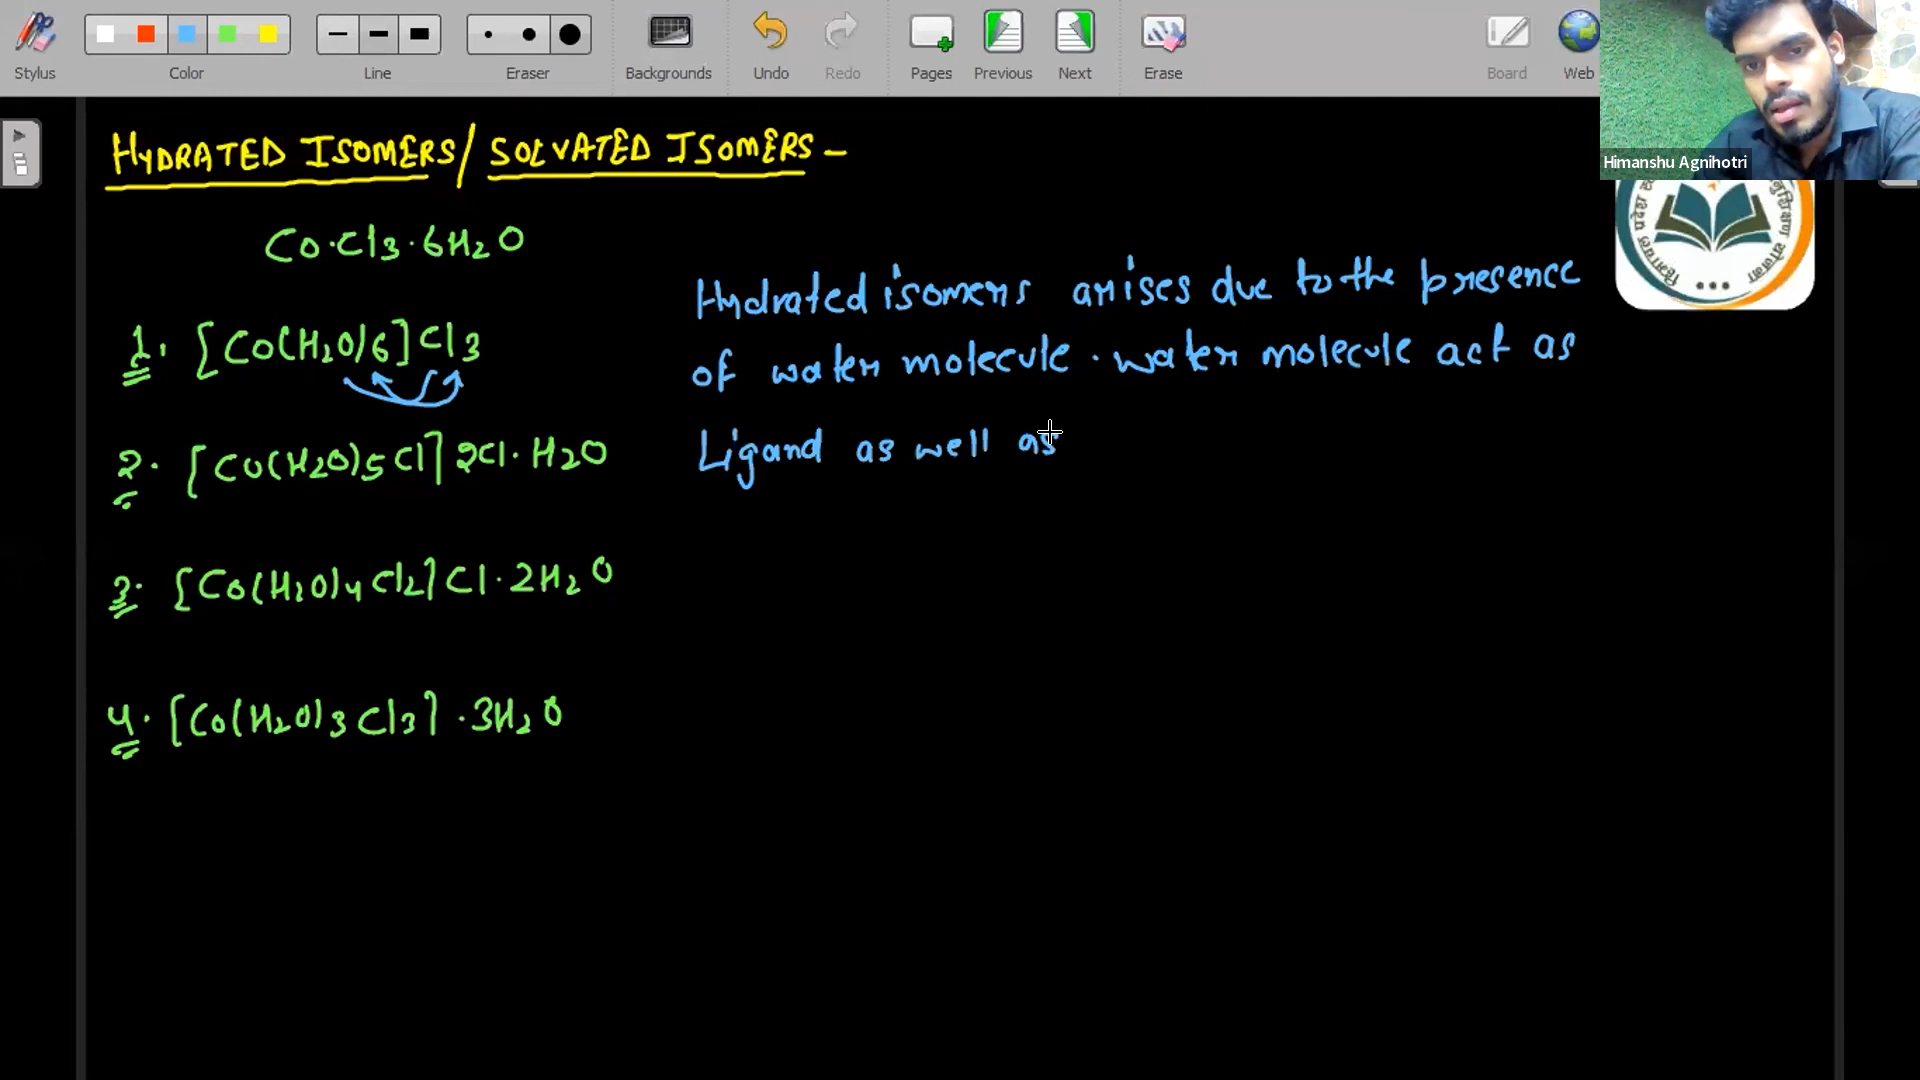 Stylus
Color
Line
Eraser
Backgrounds
Undo
Redo
Pages
Previous
Next
Erase
Board
Web
Himanshu Agnihotri
HYDRATED ISOMERS/ SOLVATED ISOMERS -
Co·Cl3·6H2O
1. [Co(H2O)6]Cl3
2. [Co(H2O)5Cl]2Cl·H2O
3. [Co(H2O)4Cl2]Cl·2H2O
4. [Co(H2O)3Cl3]·3H2O
Hydrated isomers arises due to the presence
of water molecule. water molecule act as
Ligand as well as